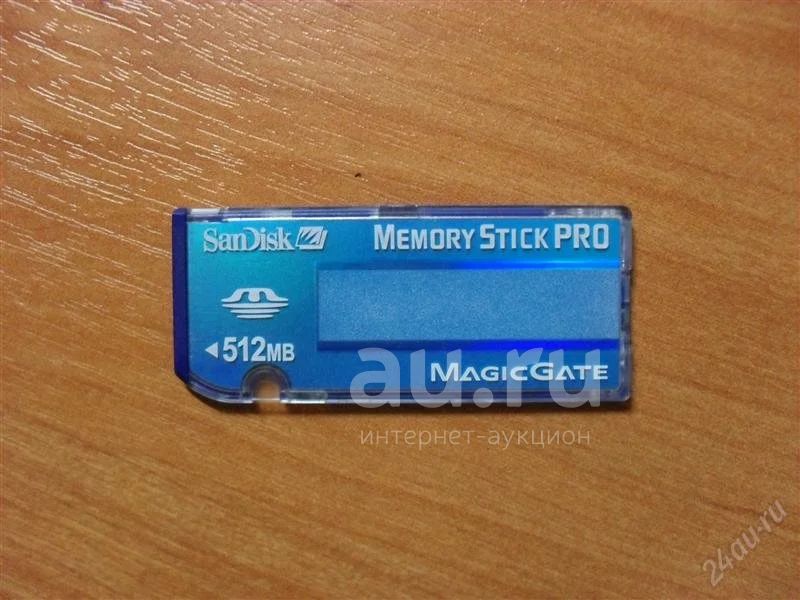 SanDisk
MEMORY STICK PRO
◄512MB
MAGICGATE
au.ru
интернет-аукцион
24au.ru